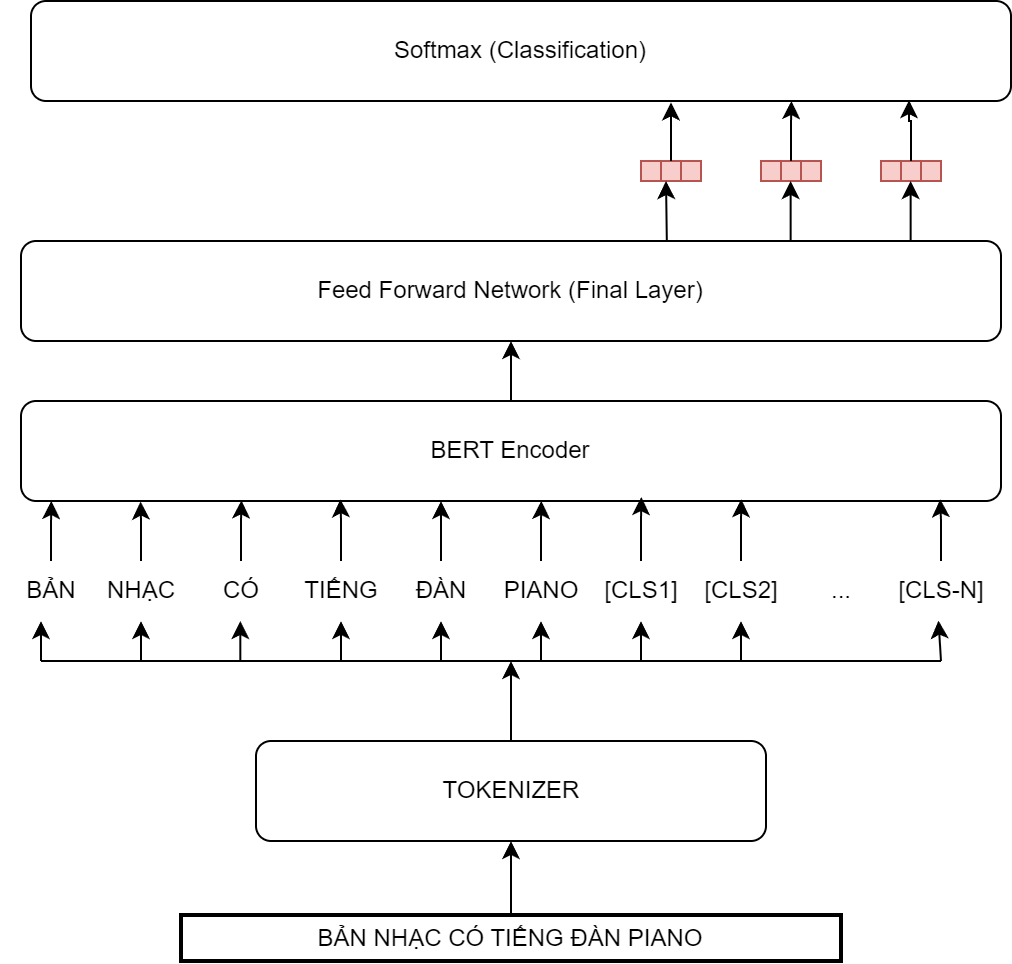 Softmax (Classification)
Feed Forward Network (Final Layer)
BERT Encoder
BẢN NHẠC CÓ TIẾNG ĐÀN PIANO [CLS1] [CLS2] ... [CLS-N]
TOKENIZER
BẢN NHẠC CÓ TIẾNG ĐÀN PIANO